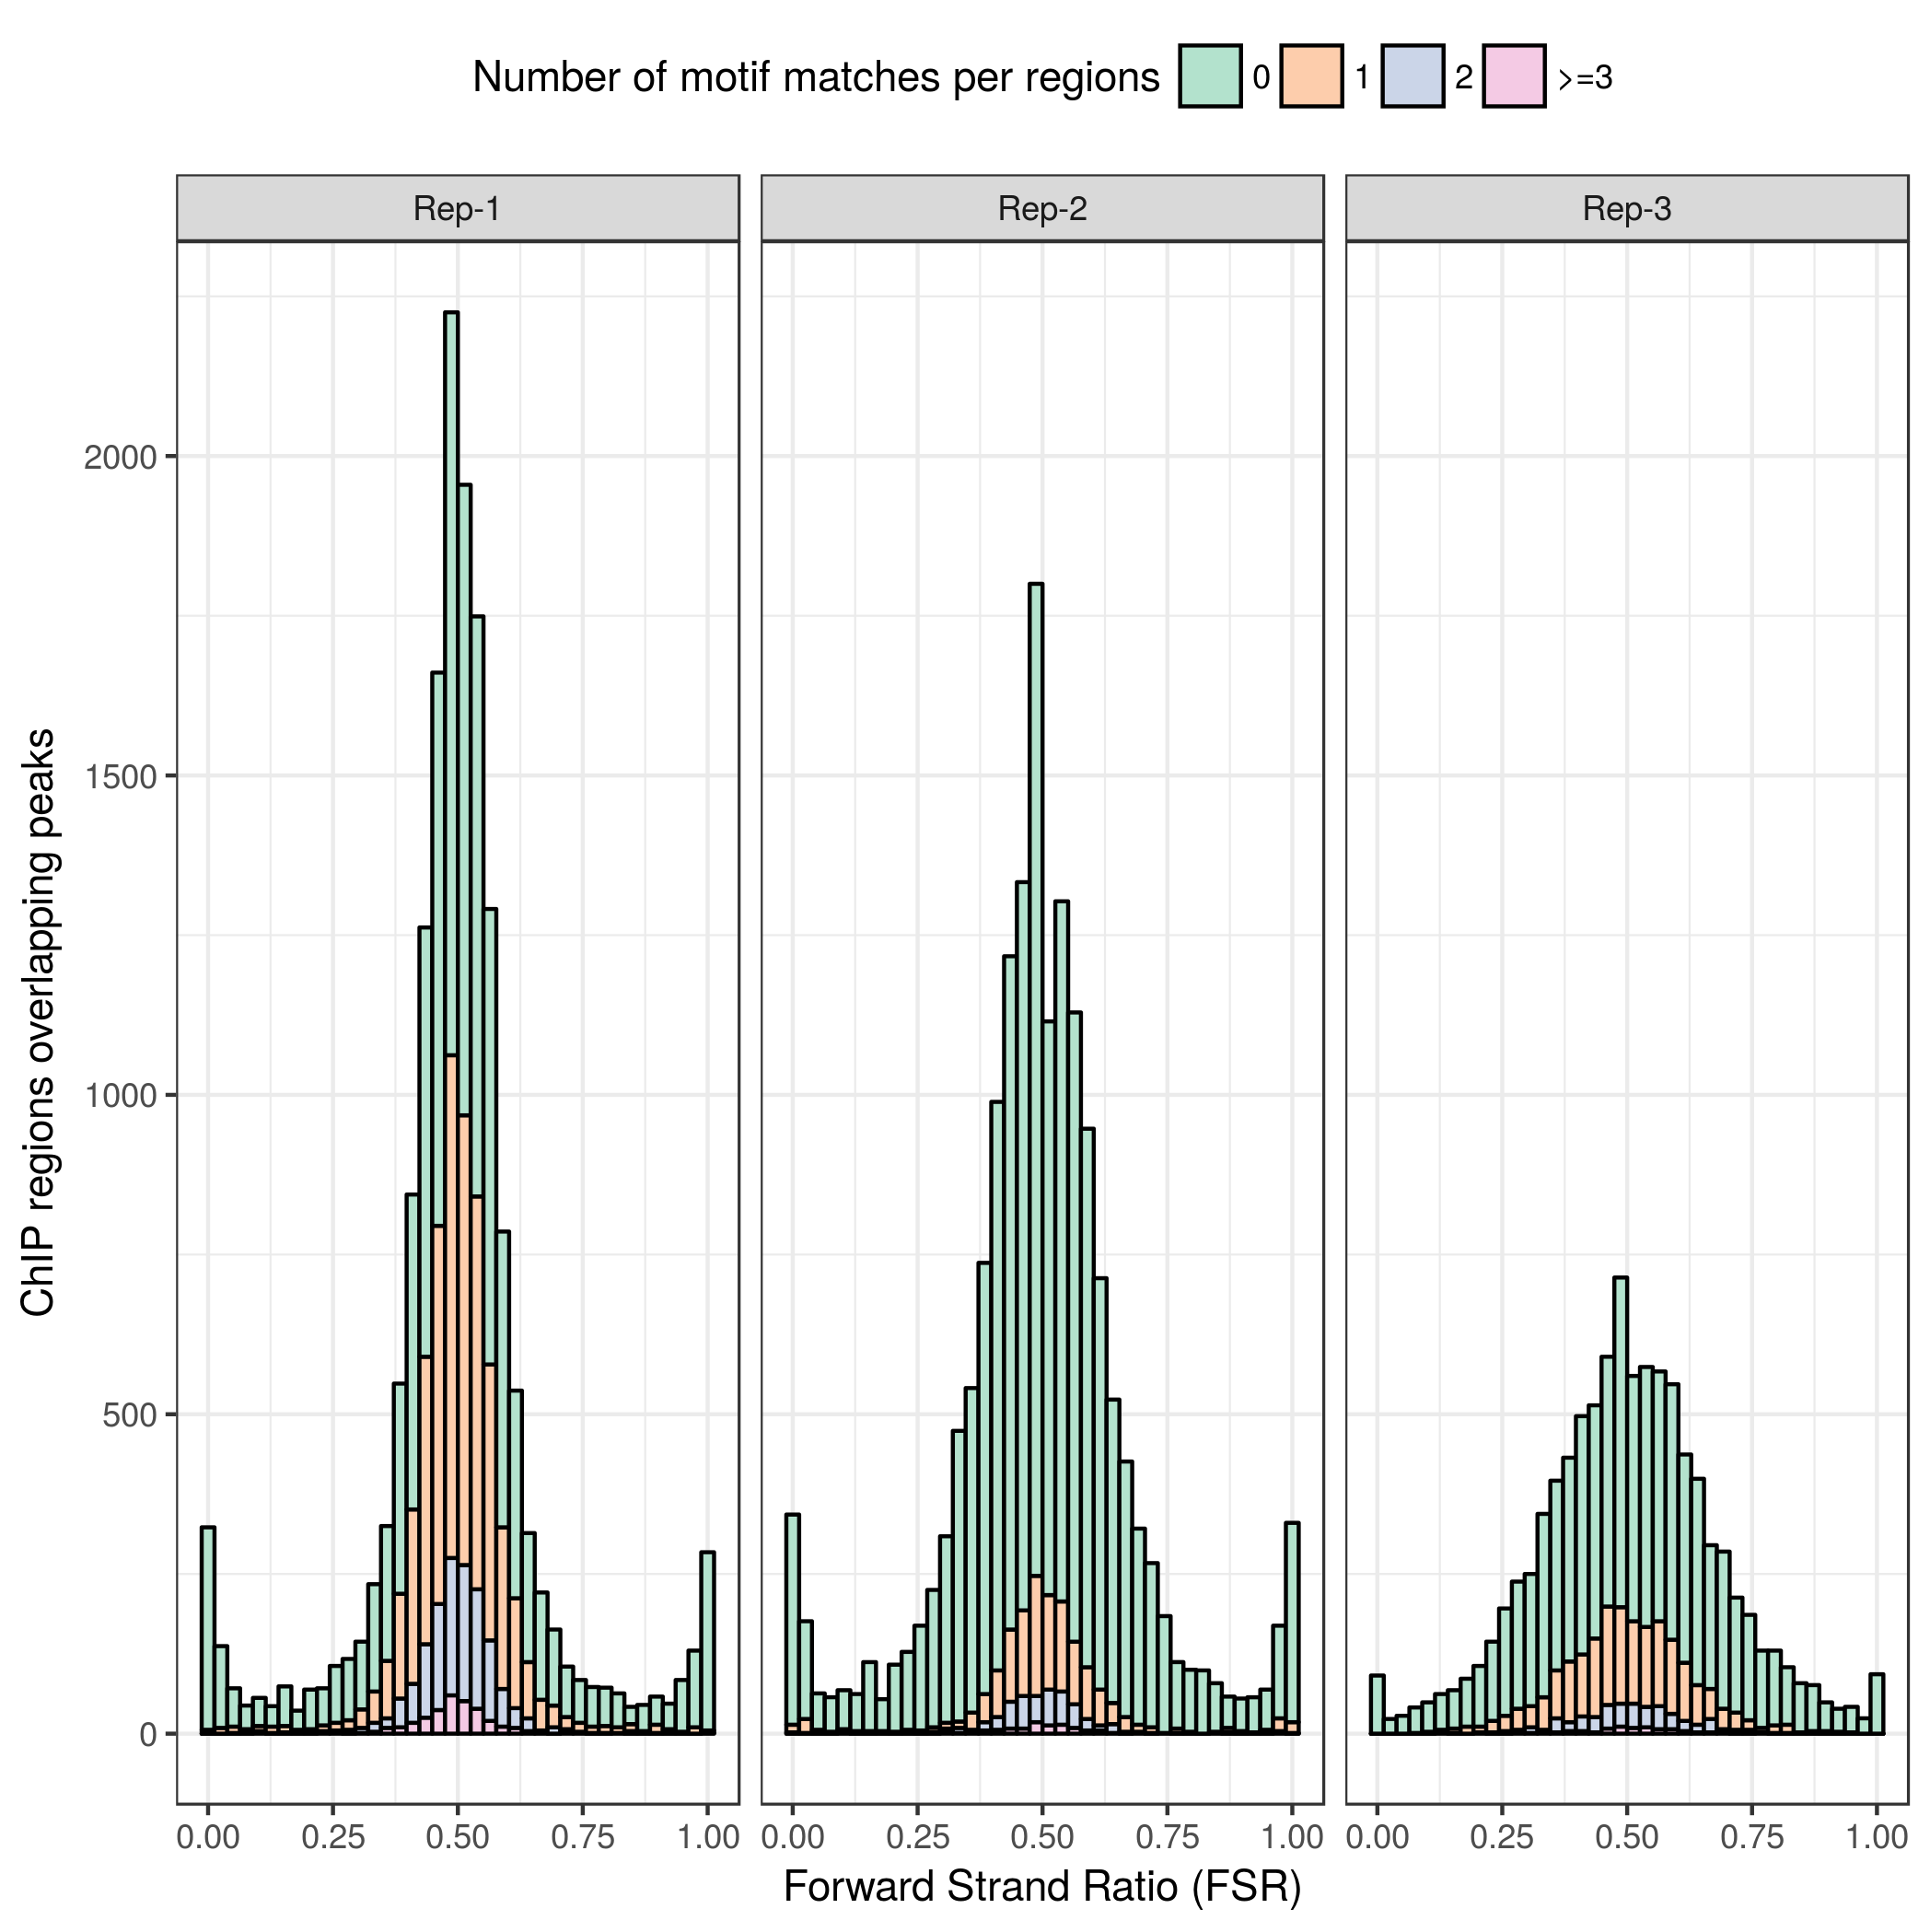 Number of motif matches per regions 0 1 2 >=3
Rep-1 Rep-2 Rep-3
ChIP regions overlapping peaks
2000
1500
1000
500
0
0.00 0.25 0.50 0.75 1.00 0.00 0.25 0.50 0.75 1.00 0.00 0.25 0.50 0.75 1.00
Forward Strand Ratio (FSR)